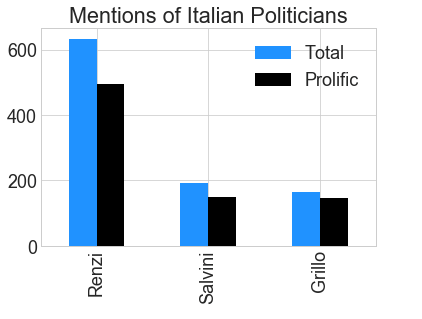 Mentions of Italian Politicians
Total
Prolific
600
400
200
0
Renzi
Salvini
Grillo